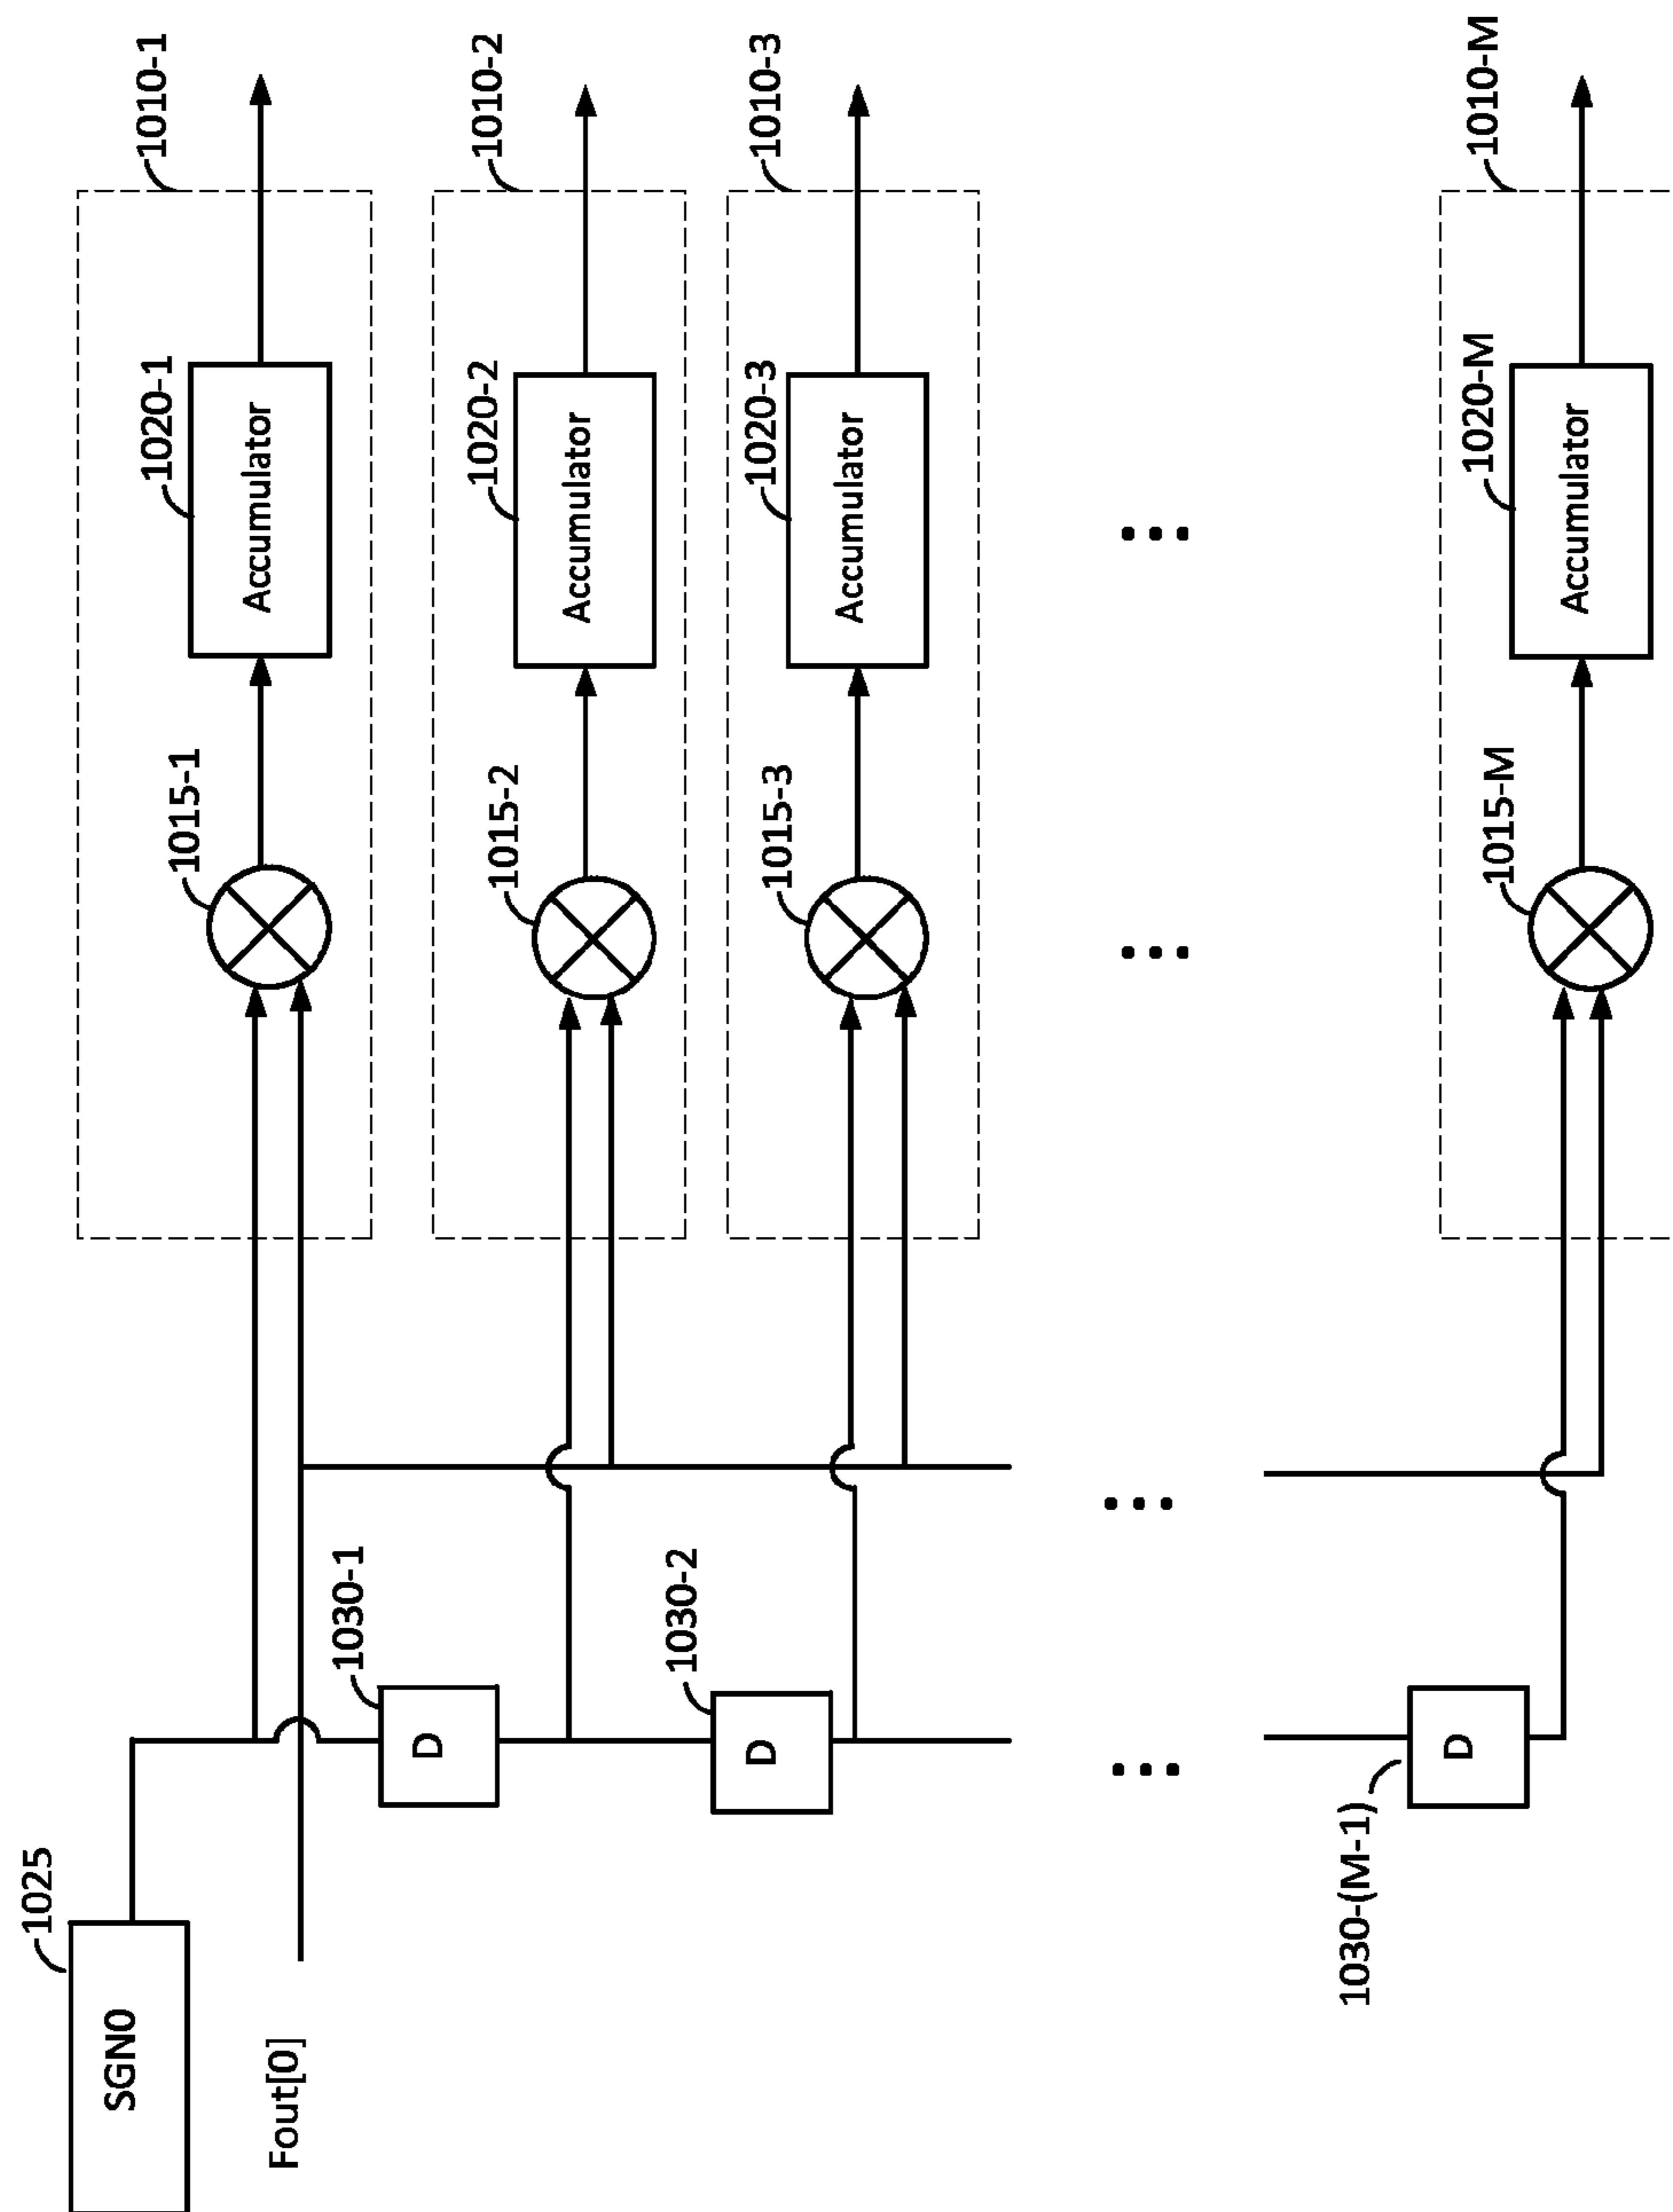 SGN0
1025
Fout[0]
1015-1
1020-1
Accumulator
1010-1
1030-1
D
1015-2
1020-2
Accumulator
1010-2
1030-2
D
1015-3
1020-3
Accumulator
1010-3
...
...
...
...
1030-(M-1)
D
1015-M
1020-M
Accumulator
1010-M